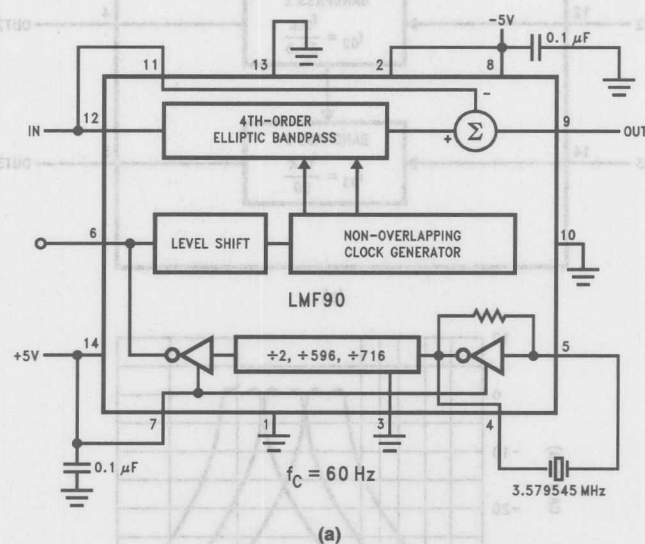 -5V
0.1 µF
11
13
2
8
4TH-ORDER
ELLIPTIC BANDPASS
-
+
Σ
IN
12
9
OUT
6
LEVEL SHIFT
NON-OVERLAPPING
CLOCK GENERATOR
10
LMF90
+5V
14
÷2, ÷596, ÷716
5
7
1
3
4
0.1 µF
fC = 60 Hz
3.579545 MHz
(a)